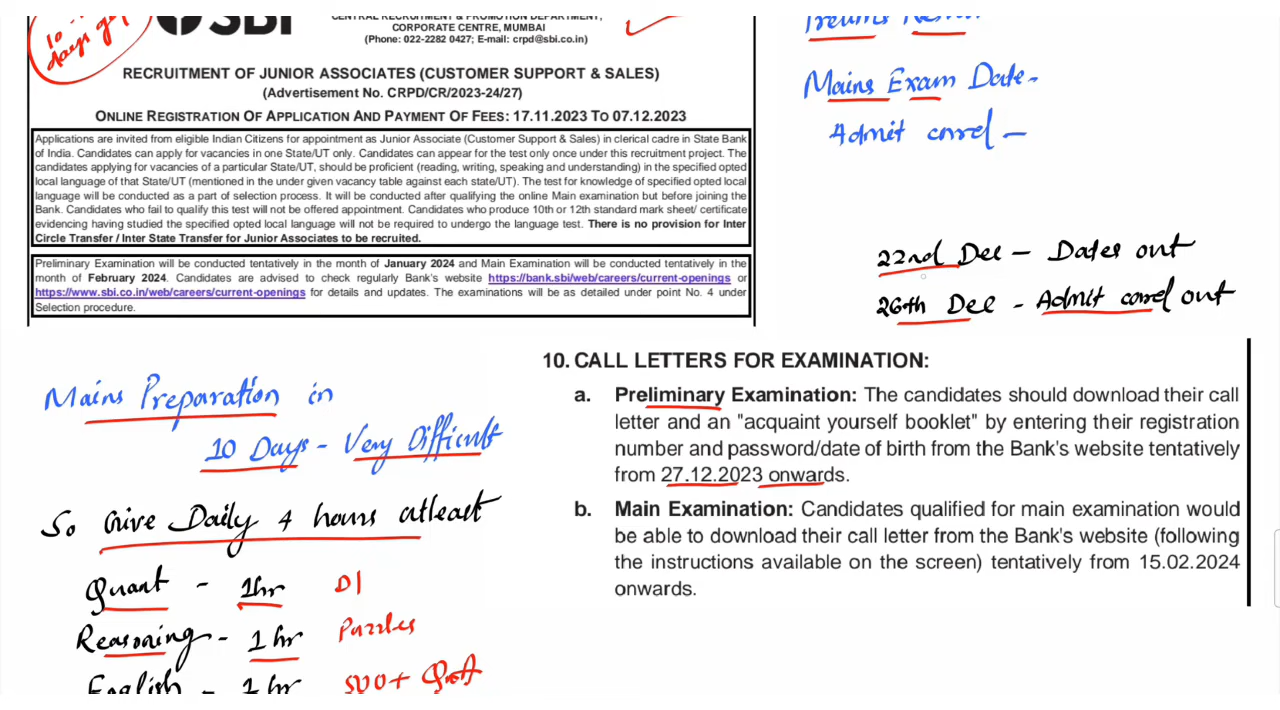 10 -
days g
SBI
CENTRAL RECRUITMENT & PROMOTION DEPARTMENT,
CORPORATE CENTRE, MUMBAI
(Phone: 022-2282 0427; E-mail: crpd@sbi.co.in)
RECRUITMENT OF JUNIOR ASSOCIATES (CUSTOMER SUPPORT & SALES)
(Advertisement No. CRPD/CR/2023-24/27)
ONLINE REGISTRATION OF APPLICATION AND PAYMENT OF FEES: 17.11.2023 TO 07.12.2023
Applications are invited from eligible Indian Citizens for appointment as Junior Associate (Customer Support & Sales) in clerical cadre in State Bank
of India. Candidates can apply for vacancies in one State/UT only. Candidates can appear for the test only once under this recruitment project. The
candidates applying for vacancies of a particular State/UT, should be proficient (reading, writing, speaking and understanding) in the specified opted
local language of that State/UT (mentioned in the under given vacancy table against each state/UT). The test for knowledge of specified opted local
language will be conducted as a part of selection process. It will be conducted after qualifying the online Main examination but before joining the
Bank. Candidates who fail to qualify this test will not be offered appointment. Candidates who produce 10th or 12th standard mark sheet/ certificate
evidencing having studied the specified opted local language will not be required to undergo the language test. There is no provision for Inter
Circle Transfer / Inter State Transfer for Junior Associates to be recruited.
Preliminary Examination will be conducted tentatively in the month of January 2024 and Main Examination will be conducted tentatively in the
month of February 2024. Candidates are advised to check regularly Bank's website https://bank.sbi/web/careers/current-openings or
https://www.sbi.co.in/web/careers/current-openings for details and updates. The examinations will be as detailed under point No. 4 under
Selection procedure.
Prelims Result
Mains Exam Date -
Admit card -
22nd Dec - Dates out
26th Dec - Admit card out
Mains Preparation in
10 Days - Very Difficult
So Give Daily 4 hours atleast
Quant - 1hr DI
Reasoning - 1 hr Puzzles
English - 1 hr 500+
10. CALL LETTERS FOR EXAMINATION:
a. Preliminary Examination: The candidates should download their call
letter and an "acquaint yourself booklet" by entering their registration
number and password/date of birth from the Bank's website tentatively
from 27.12.2023 onwards.
b. Main Examination: Candidates qualified for main examination would
be able to download their call letter from the Bank's website (following
the instructions available on the screen) tentatively from 15.02.2024
onwards.